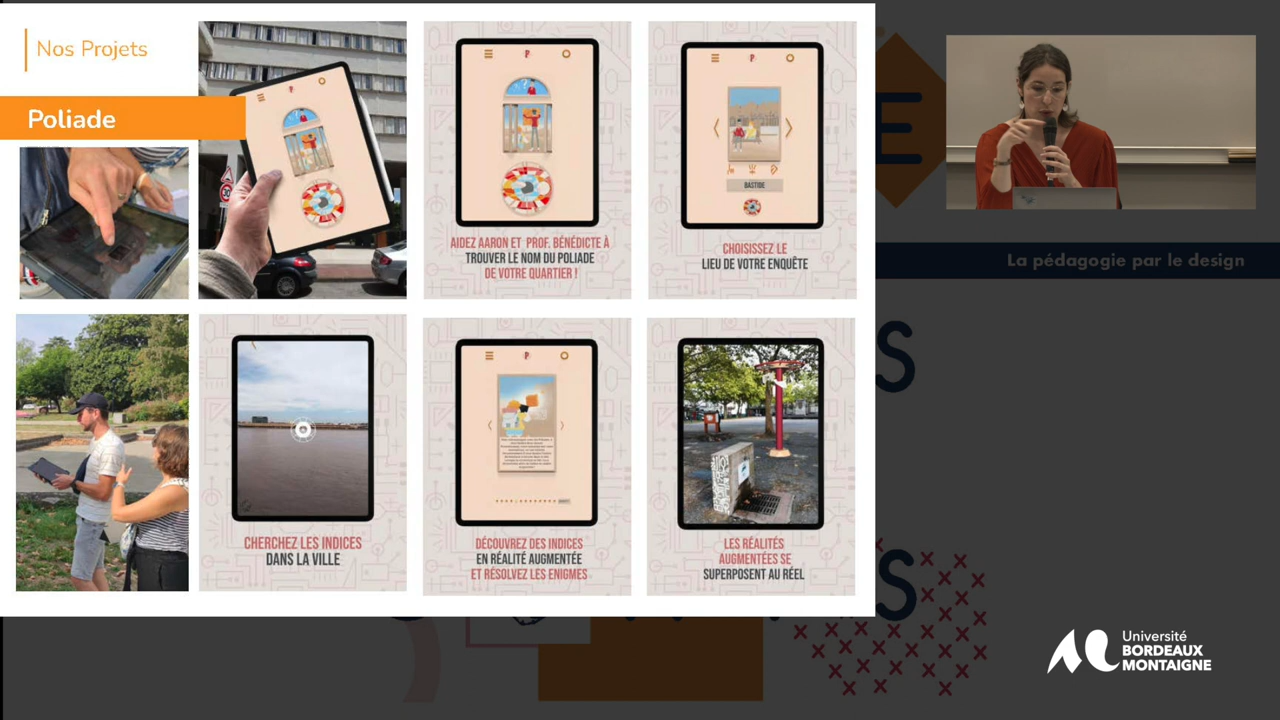 Nos Projets
Poliade
AIDEZ AARON ET PROF. BÉNÉDICTE À
TROUVER LE NOM DU POLIADE
DE VOTRE QUARTIER !
BASTIDE
CHOISISSEZ LE
LIEU DE VOTRE ENQUÊTE
CHERCHEZ LES INDICES
DANS LA VILLE
DÉCOUVREZ DES INDICES
EN RÉALITÉ AUGMENTÉE
ET RÉSOLVEZ LES ENIGMES
LES RÉALITÉS
AUGMENTÉES SE
SUPERPOSENT AU RÉEL
La pédagogie par le design
Université
BORDEAUX
MONTAIGNE